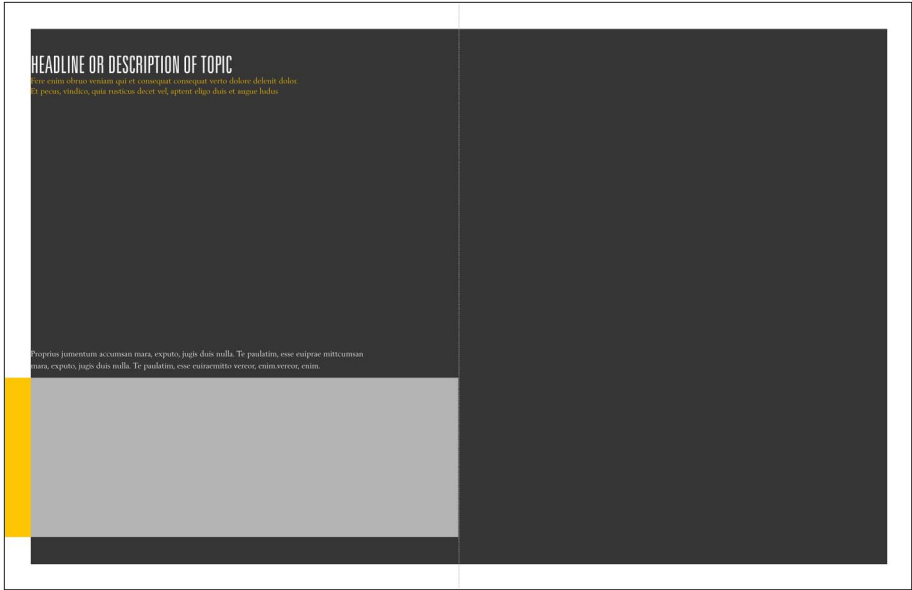 HEADLINE OR DESCRIPTION OF TOPIC
Fere enim obruo veniam qui et consequat consequat verto dolore delenit dolor.
Et pecus, vindico, quia rusticus decet vel, aptent eligo duis et augue ludus
Proprius jumentum accumsan mara, exputo, jugis duis nulla. Te paulatim, esse euiprae mittcumsan
mara, exputo, jugis duis nulla. Te paulatim, esse euiraemitto vereor, enim.vereor, enim.